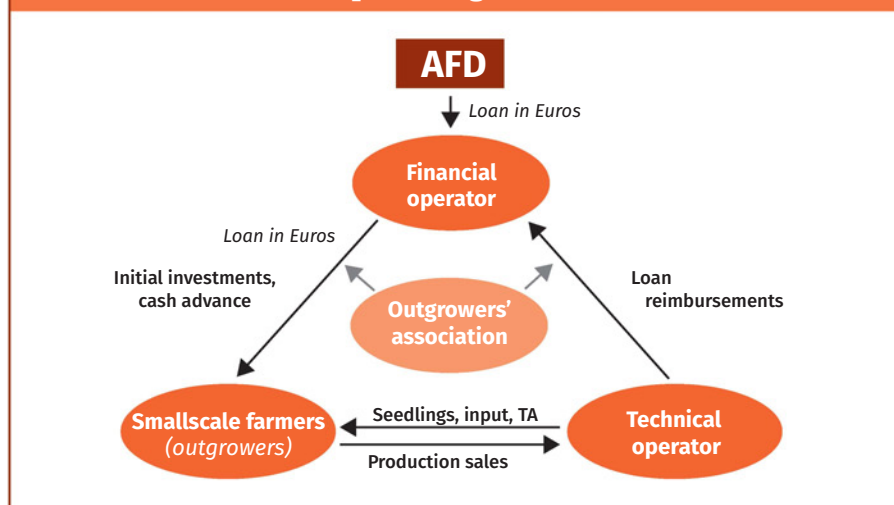 AFD
Loan in Euros
Financial
operator
Loan in Euros
Initial investments,
cash advance
Loan
reimbursements
Outgrowers’
association
Smallscale farmers
(outgrowers)
Seedlings, input, TA
Production sales
Technical
operator